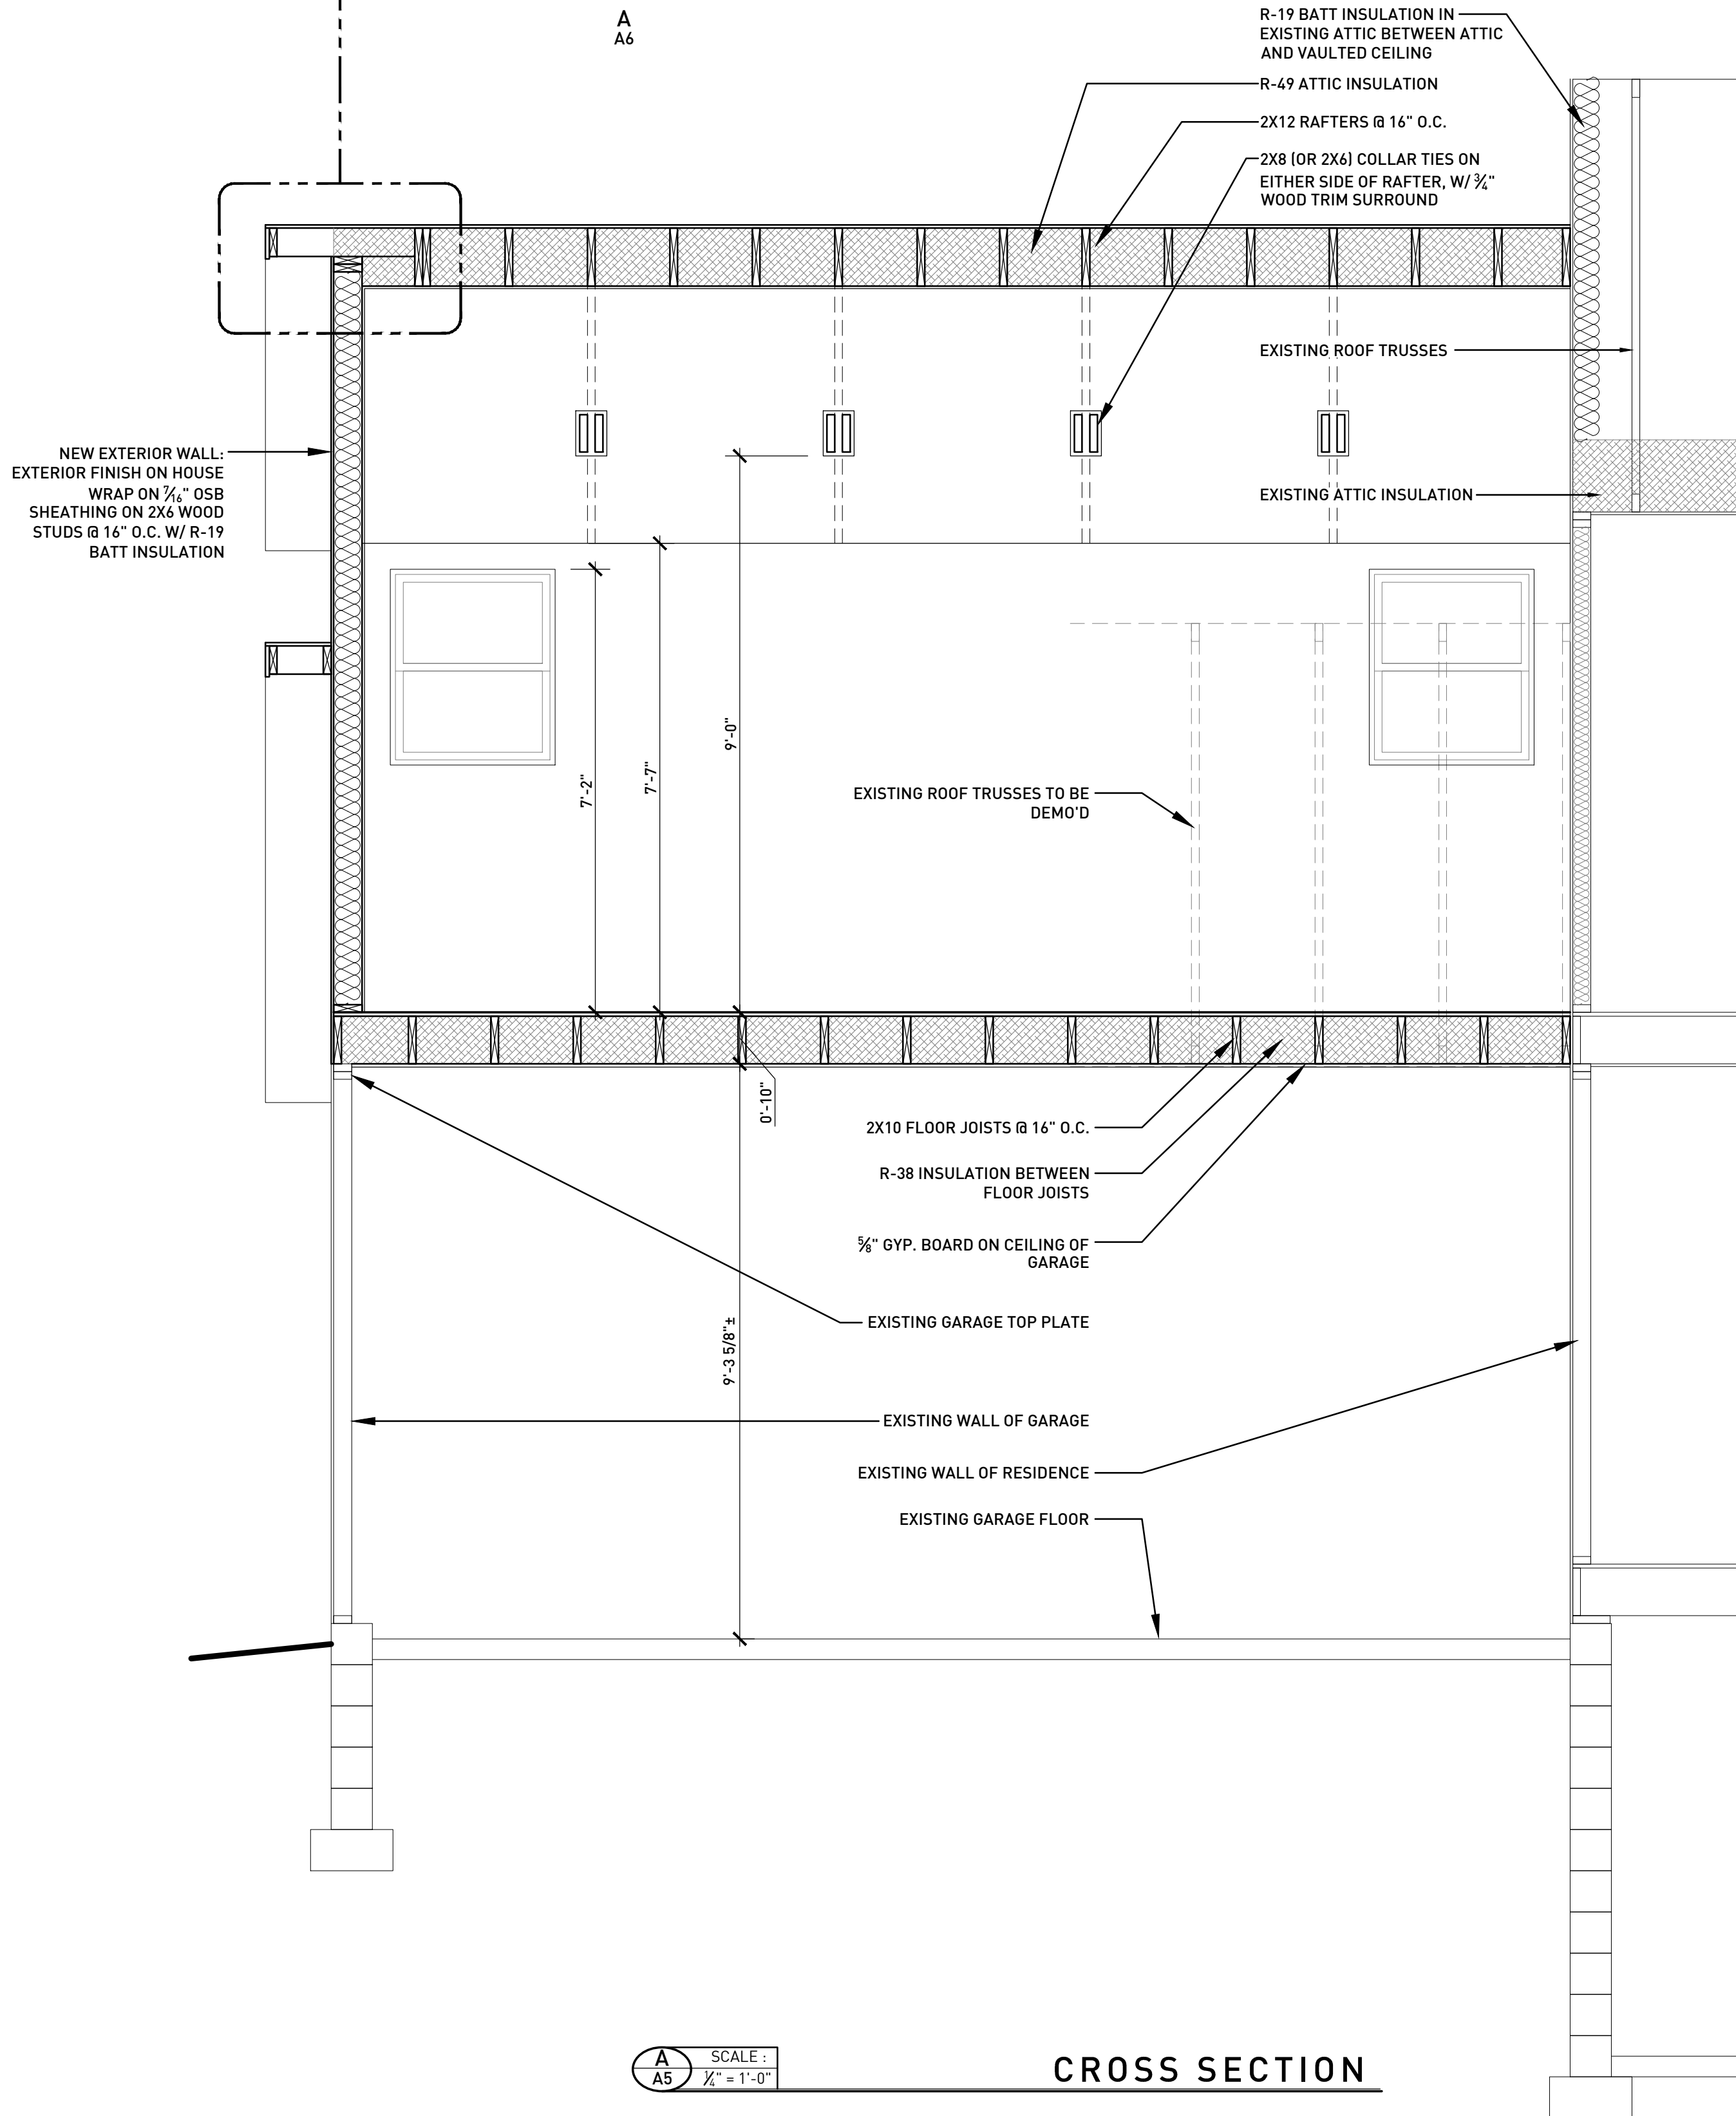 A
A6
R-19 BATT INSULATION IN
EXISTING ATTIC BETWEEN ATTIC
AND VAULTED CEILING
R-49 ATTIC INSULATION
2X12 RAFTERS @ 16" O.C.
2X8 (OR 2X6) COLLAR TIES ON
EITHER SIDE OF RAFTER, W/ ¾"
WOOD TRIM SURROUND
EXISTING ROOF TRUSSES
NEW EXTERIOR WALL:
EXTERIOR FINISH ON HOUSE
WRAP ON 7⁄16" OSB
SHEATHING ON 2X6 WOOD
STUDS @ 16" O.C. W/ R-19
BATT INSULATION
EXISTING ATTIC INSULATION
7'-2"
7'-7"
9'-0"
EXISTING ROOF TRUSSES TO BE
DEMO'D
0'-10"
2X10 FLOOR JOISTS @ 16" O.C.
R-38 INSULATION BETWEEN
FLOOR JOISTS
⅝" GYP. BOARD ON CEILING OF
GARAGE
EXISTING GARAGE TOP PLATE
9'-3 5/8"±
EXISTING WALL OF GARAGE
EXISTING WALL OF RESIDENCE
EXISTING GARAGE FLOOR
A
A5
SCALE :
¼" = 1'-0"
CROSS SECTION